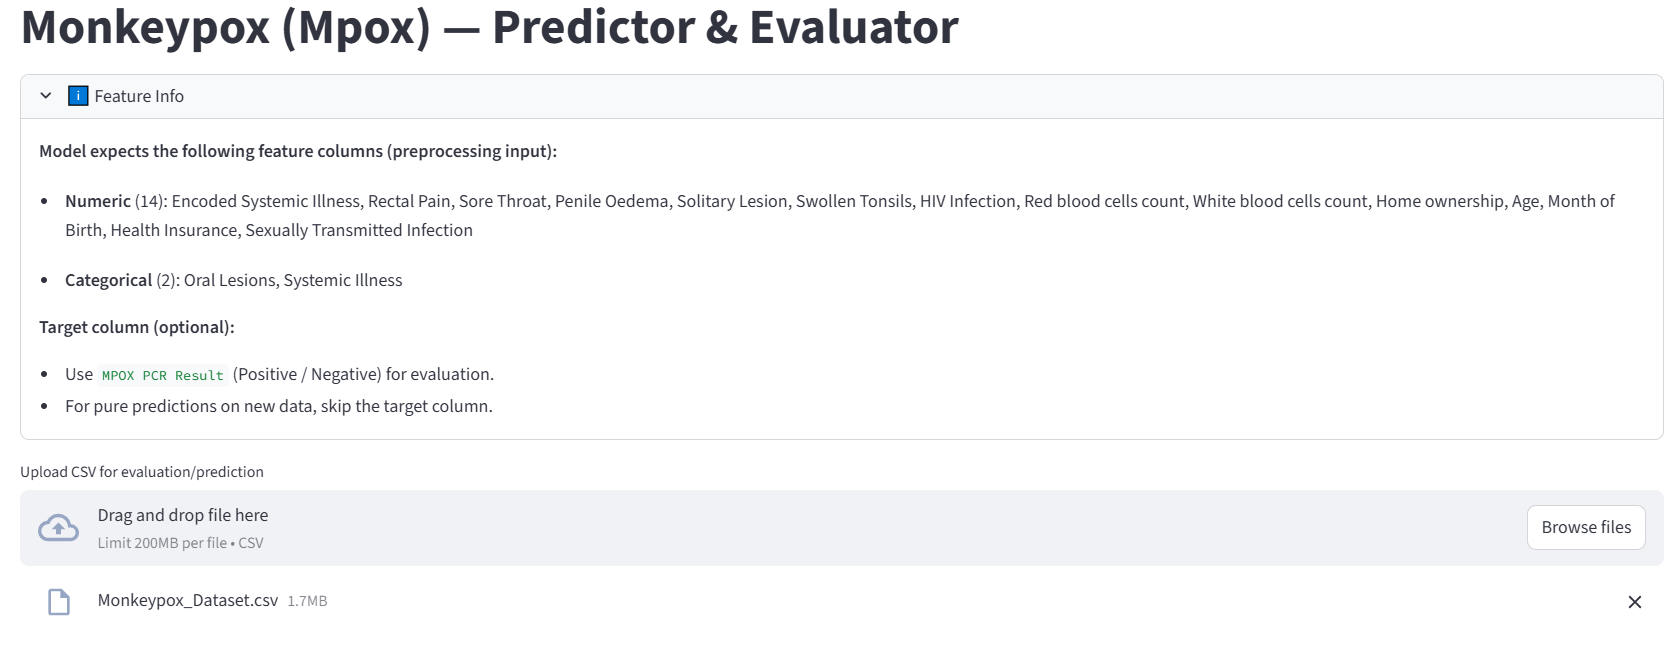 Monkeypox (Mpox) — Predictor & Evaluator
i Feature Info
Model expects the following feature columns (preprocessing input):
• Numeric (14): Encoded Systemic Illness, Rectal Pain, Sore Throat, Penile Oedema, Solitary Lesion, Swollen Tonsils, HIV Infection, Red blood cells count, White blood cells count, Home ownership, Age, Month of
Birth, Health Insurance, Sexually Transmitted Infection
• Categorical (2): Oral Lesions, Systemic Illness
Target column (optional):
• Use MPOX PCR Result (Positive / Negative) for evaluation.
• For pure predictions on new data, skip the target column.
Upload CSV for evaluation/prediction
Drag and drop file here
Limit 200MB per file • CSV
Browse files
Monkeypox_Dataset.csv 1.7MB